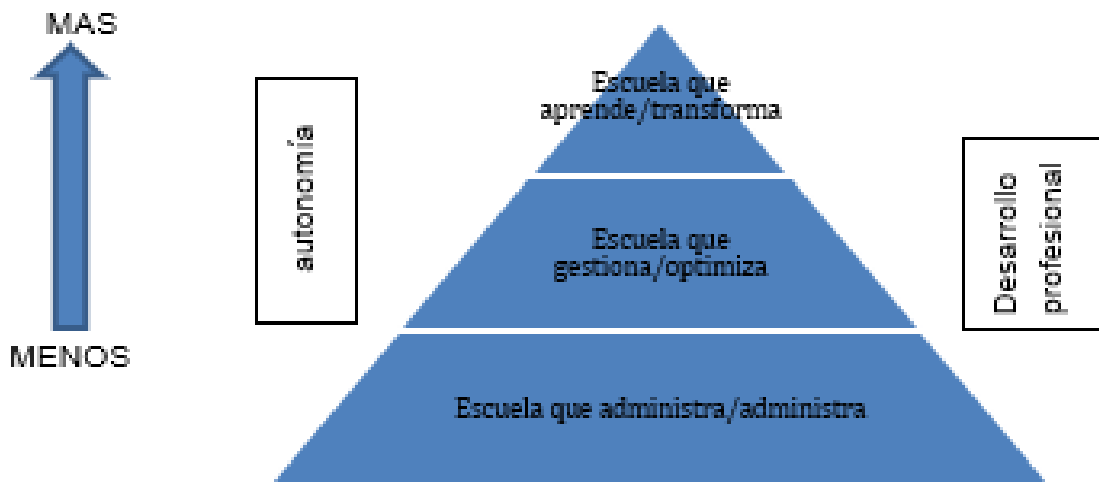 MAS
Escuela que
aprende/transforma
autonomía
Escuela que
gestiona/optimiza
Desarrollo
profesional
MENOS
Escuela que administra/administra